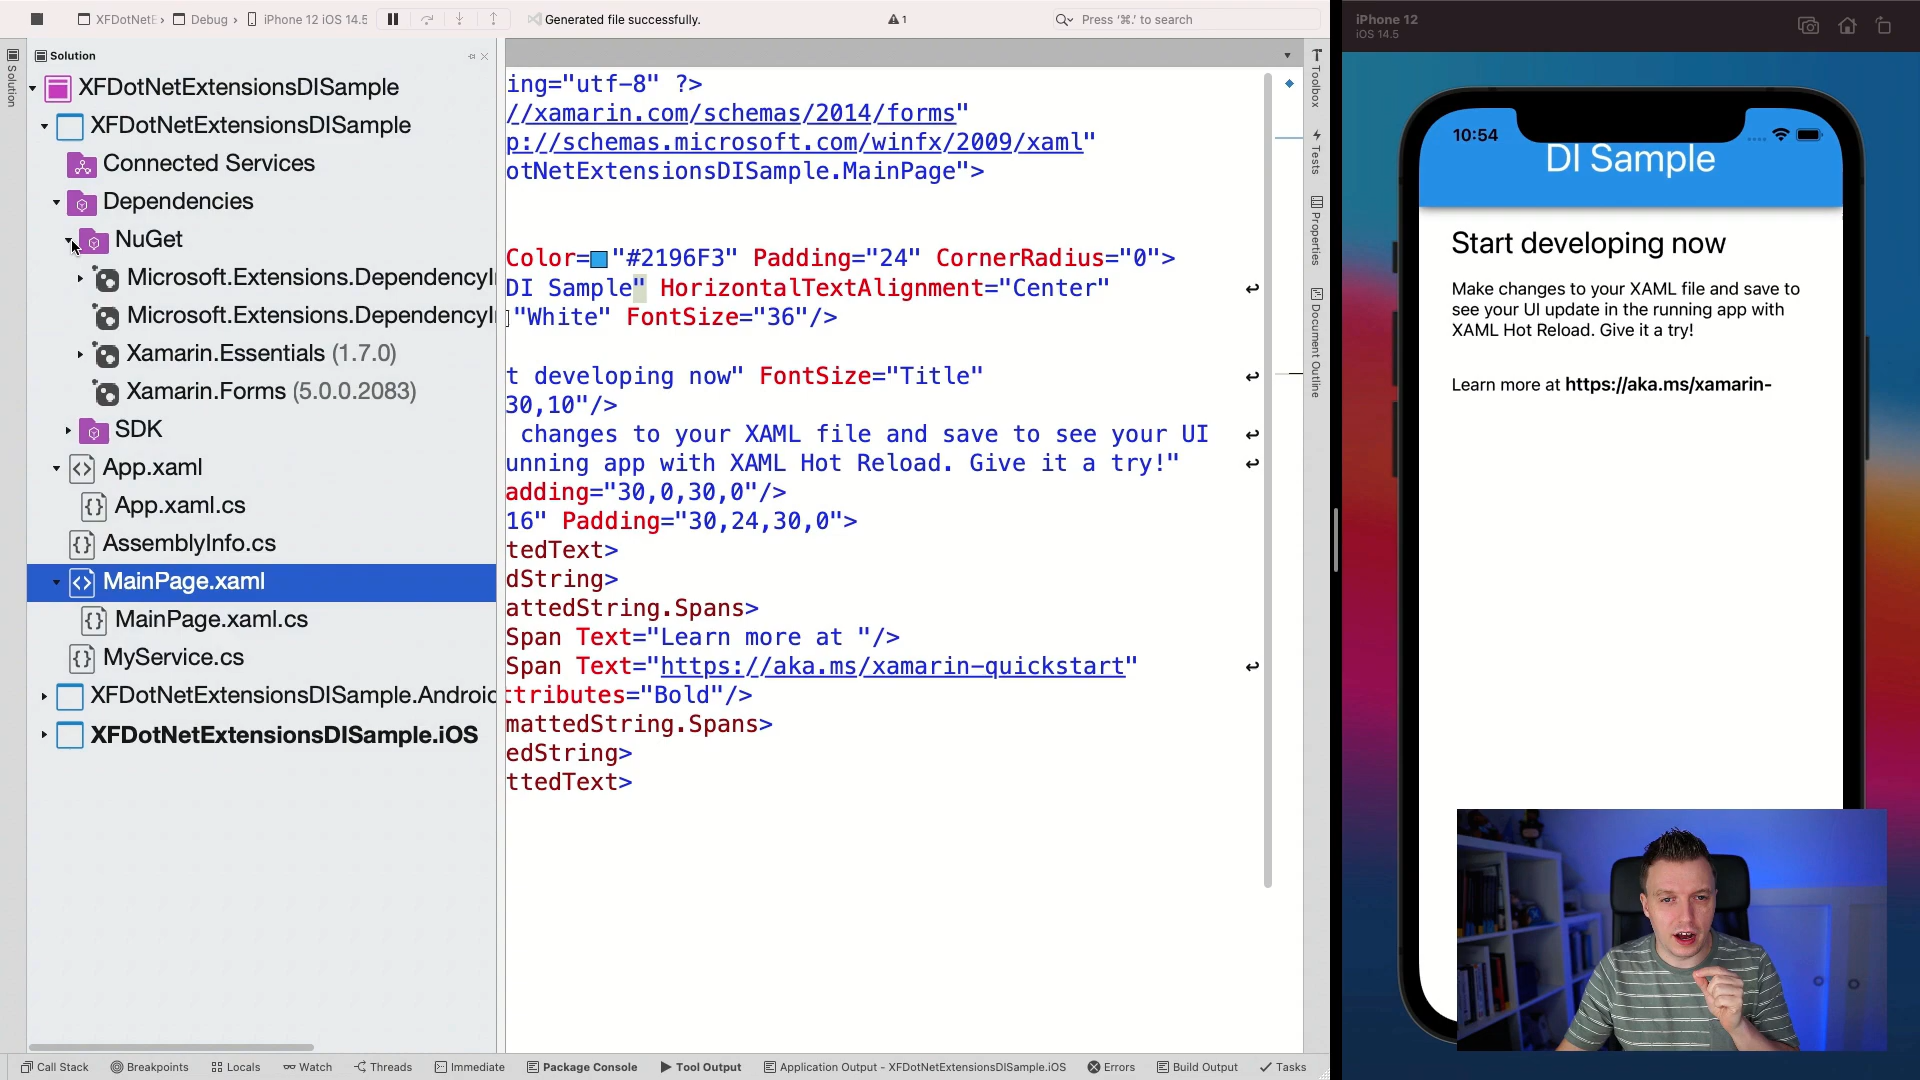 XFDotNetE
Debug
iPhone 12 iOS 14.5
Generated file successfully.
1
Press ‘⌘.’ to search
Solution
Solution
XFDotNetExtensionsDISample
XFDotNetExtensionsDISample
Connected Services
Dependencies
NuGet
Microsoft.Extensions.DependencyI
Microsoft.Extensions.DependencyI
Xamarin.Essentials (1.7.0)
Xamarin.Forms (5.0.0.2083)
SDK
App.xaml
App.xaml.cs
AssemblyInfo.cs
MainPage.xaml
MainPage.xaml.cs
MyService.cs
XFDotNetExtensionsDISample.Android
XFDotNetExtensionsDISample.iOS
ing="utf-8" ?>
//xamarin.com/schemas/2014/forms"
p://schemas.microsoft.com/winfx/2009/xaml"
otNetExtensionsDISample.MainPage">
Color="#2196F3" Padding="24" CornerRadius="0">
DI Sample" HorizontalTextAlignment="Center"
"White" FontSize="36"/>
t developing now" FontSize="Title"
30,10"/>
changes to your XAML file and save to see your UI
unning app with XAML Hot Reload. Give it a try!"
adding="30,0,30,0"/>
16" Padding="30,24,30,0">
tedText>
dString>
attedString.Spans>
Span Text="Learn more at "/>
Span Text="https://aka.ms/xamarin-quickstart"
ttributes="Bold"/>
mattedString.Spans>
edString>
ttedText>
Toolbox
Tests
Properties
Document Outline
Call Stack
Breakpoints
Locals
Watch
Threads
Immediate
Package Console
Tool Output
Application Output - XFDotNetExtensionsDISample.iOS
Errors
Build Output
Tasks
iPhone 12
iOS 14.5
10:54
DI Sample
Start developing now
Make changes to your XAML file and save to
see your UI update in the running app with
XAML Hot Reload. Give it a try!
Learn more at https://aka.ms/xamarin-